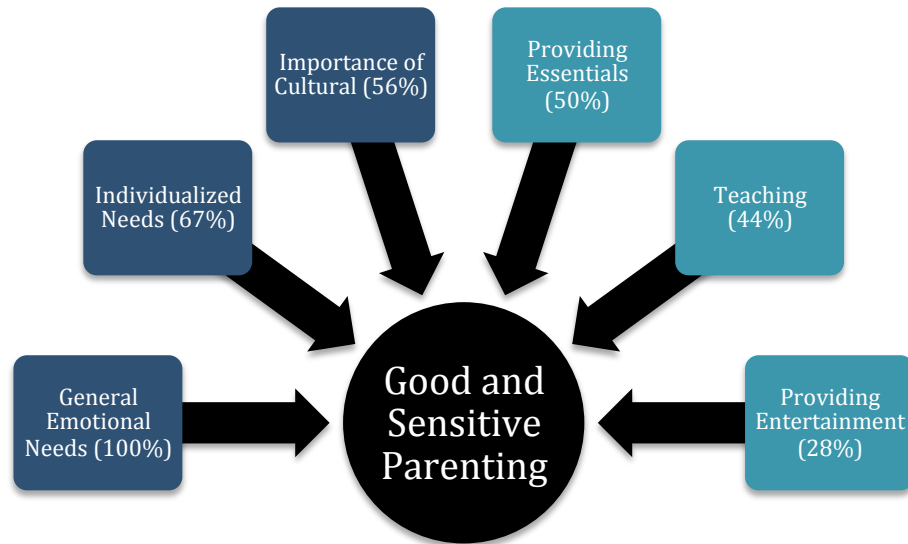 General
Emotional
Needs (100%)
Individualized
Needs (67%)
Importance of
Cultural (56%)
Providing
Essentials
(50%)
Teaching
(44%)
Providing
Entertainment
(28%)
Good and
Sensitive
Parenting